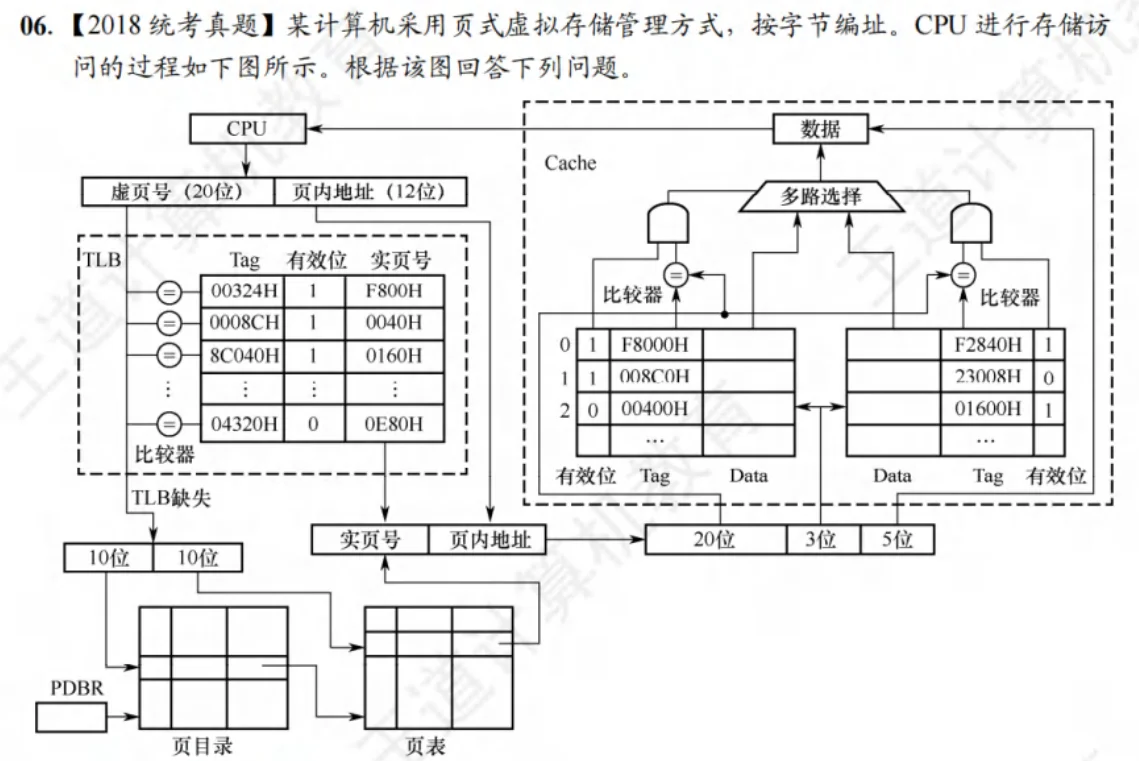 06.【2018 统考真题】某计算机采用页式虚拟存储管理方式，按字节编址。CPU 进行存储访
问的过程如下图所示。根据该图回答下列问题。
CPU
数据
Cache
虚页号（20位） 页内地址（12位）
多路选择
TLB
Tag 有效位 实页号
= 00324H 1 F800H
= 0008CH 1 0040H
= 8C040H 1 0160H
⋮ ⋮ ⋮ ⋮
= 04320H 0 0E80H
比较器
= =
比较器 比较器
0 1 F8000H F2840H 1
1 1 008C0H 23008H 0
2 0 00400H 01600H 1
… …
有效位 Tag Data Data Tag 有效位
TLB缺失
实页号 页内地址
20位 3位 5位
10位 10位
PDBR
页目录 页表
王道计算机教育